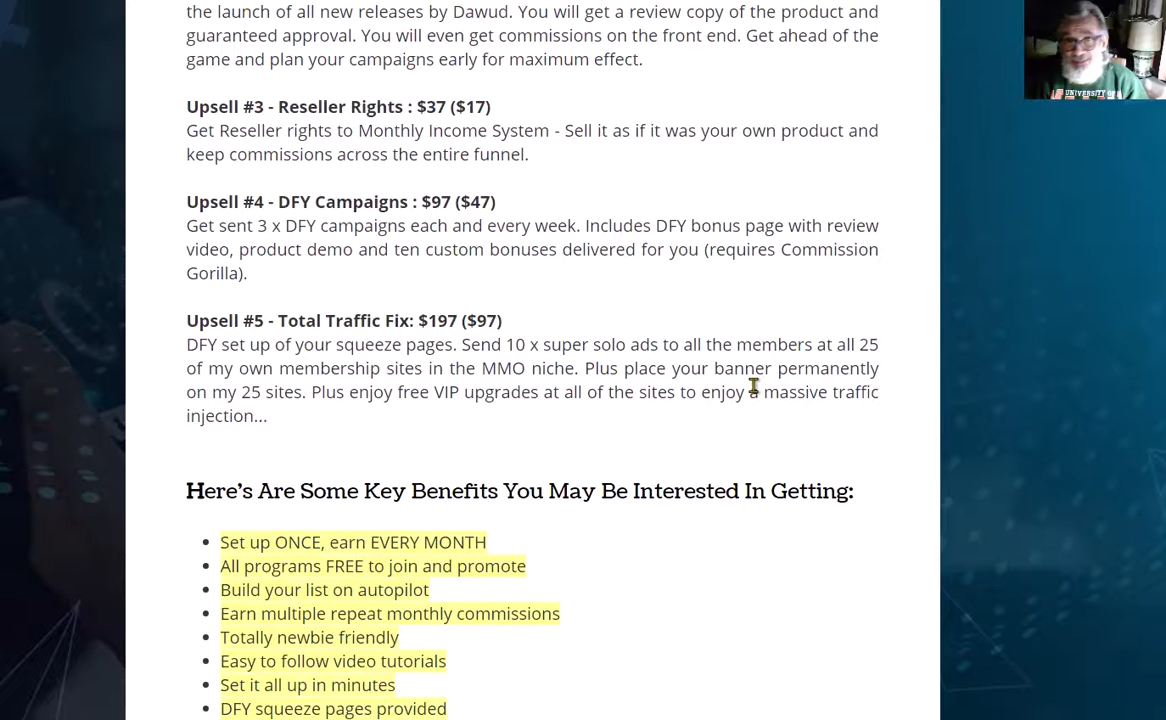 the launch of all new releases by Dawud. You will get a review copy of the product and
guaranteed approval. You will even get commissions on the front end. Get ahead of the
game and plan your campaigns early for maximum effect.
Upsell #3 - Reseller Rights : $37 ($17)
Get Reseller rights to Monthly Income System - Sell it as if it was your own product and
keep commissions across the entire funnel.
Upsell #4 - DFY Campaigns : $97 ($47)
Get sent 3 x DFY campaigns each and every week. Includes DFY bonus page with review
video, product demo and ten custom bonuses delivered for you (requires Commission
Gorilla).
Upsell #5 - Total Traffic Fix: $197 ($97)
DFY set up of your squeeze pages. Send 10 x super solo ads to all the members at all 25
of my own membership sites in the MMO niche. Plus place your banner permanently
on my 25 sites. Plus enjoy free VIP upgrades at all of the sites to enjoy a massive traffic
injection...
Here's Are Some Key Benefits You May Be Interested In Getting:
Set up ONCE, earn EVERY MONTH
All programs FREE to join and promote
Build your list on autopilot
Earn multiple repeat monthly commissions
Totally newbie friendly
Easy to follow video tutorials
Set it all up in minutes
DFY squeeze pages provided
UNIVERSITY OF